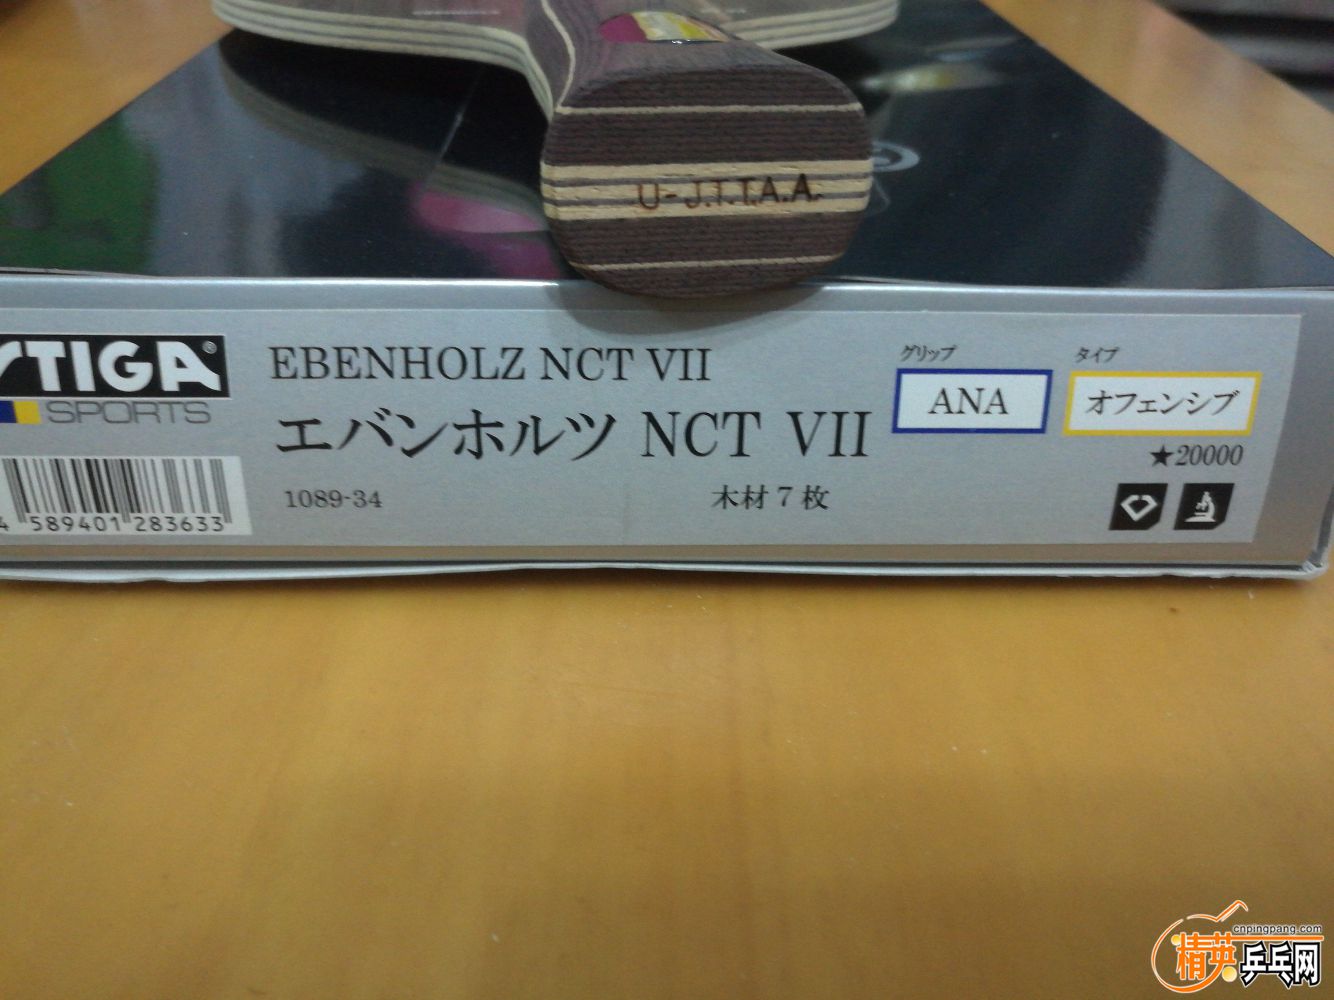 U-J.T.T.A.A.
STIGA®
SPORTS
EBENHOLZ NCT VII
エバンホルツ NCT VII
1089-34
木材7枚
グリップ
ANA
タイプ
オフェンシブ
★20000
4 589401 283633
cnpingpang.com
精英乒乓网